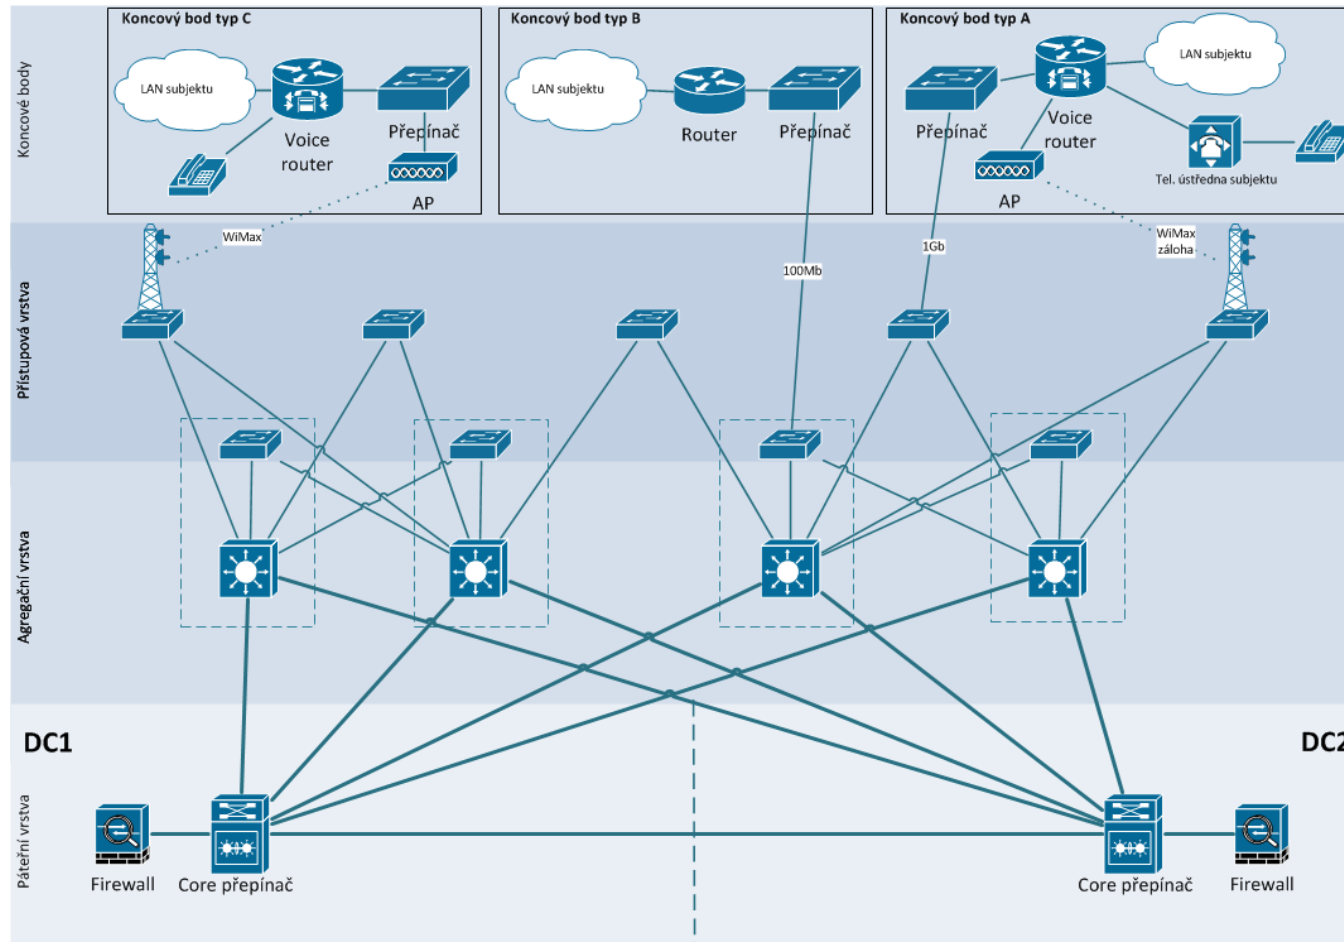 Koncový bod typ C
Koncový bod typ B
Koncový bod typ A
Koncové body
LAN subjektu
Voice
router
Přepínač
AP
LAN subjektu
Router
Přepínač
Přepínač
Voice
router
AP
LAN subjektu
Tel. ústředna subjektu
WiMax
100Mb
1Gb
WiMax
záloha
Přístupová vrstva
Agregační vrstva
DC1
DC2
Páteřní vrstva
Firewall
Core přepínač
Core přepínač
Firewall